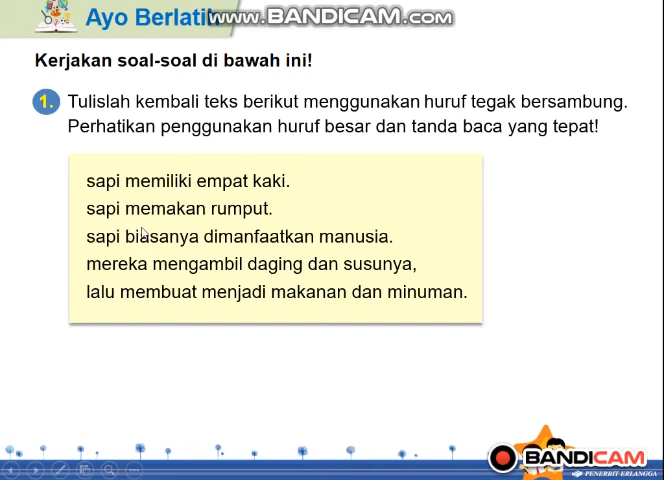 Ayo Berlatih
www.BANDICAM.com
Kerjakan soal-soal di bawah ini!
1. Tulislah kembali teks berikut menggunakan huruf tegak bersambung.
Perhatikan penggunakan huruf besar dan tanda baca yang tepat!
sapi memiliki empat kaki.
sapi memakan rumput.
sapi biasanya dimanfaatkan manusia.
mereka mengambil daging dan susunya,
lalu membuat menjadi makanan dan minuman.
BANDICAM
PENERBIT ERLANGGA